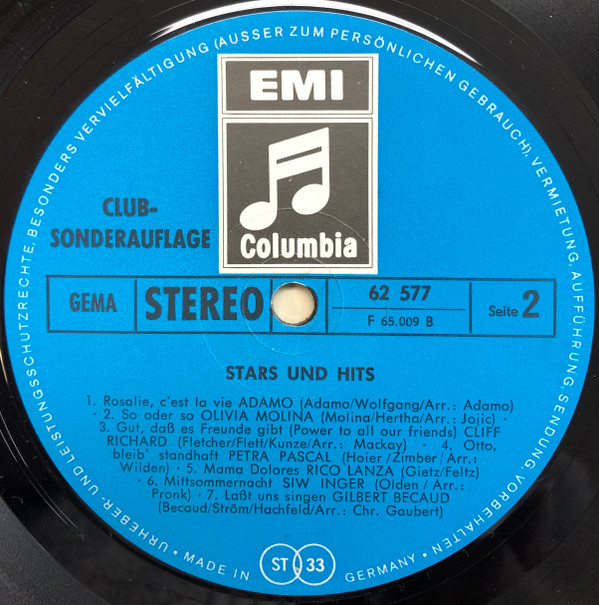 URHEBER- UND LEISTUNGSSCHUTZRECHTE, BESONDERS VERVIELFÄLTIGUNG (AUSSER ZUM PERSÖNLICHEN GEBRAUCH), VERMIETUNG, AUFFÜHRUNG, SENDUNG, VORBEHALTEN
EMI
Columbia
CLUB-
SONDERAUFLAGE
GEMA
STEREO
62 577
F 65.009 B
Seite 2
STARS UND HITS
1. Rosalie, c'est la vie ADAMO (Adamo/Wolfgang/Arr.: Adamo)
· 2. So oder so OLIVIA MOLINA (Molina/Hertha/Arr.: Jojic) ·
3. Gut, daß es Freunde gibt (Power to all our friends) CLIFF
RICHARD (Fletcher/Flett/Kunze/Arr.: Mackay) · 4. Otto,
bleib' standhaft PETRA PASCAL (Hoier/Zimber/Arr.:
Wilden) · 5. Mama Dolores RICO LANZA (Gietz/Feltz)
· 6. Mittsommernacht SIW INGER (Olden/Arr.:
Pronk) · 7. Laßt uns singen GILBERT BECAUD
(Becaud/Ström/Hachfeld/Arr.: Chr. Gaubert)
• MADE IN GERMANY •
ST 33